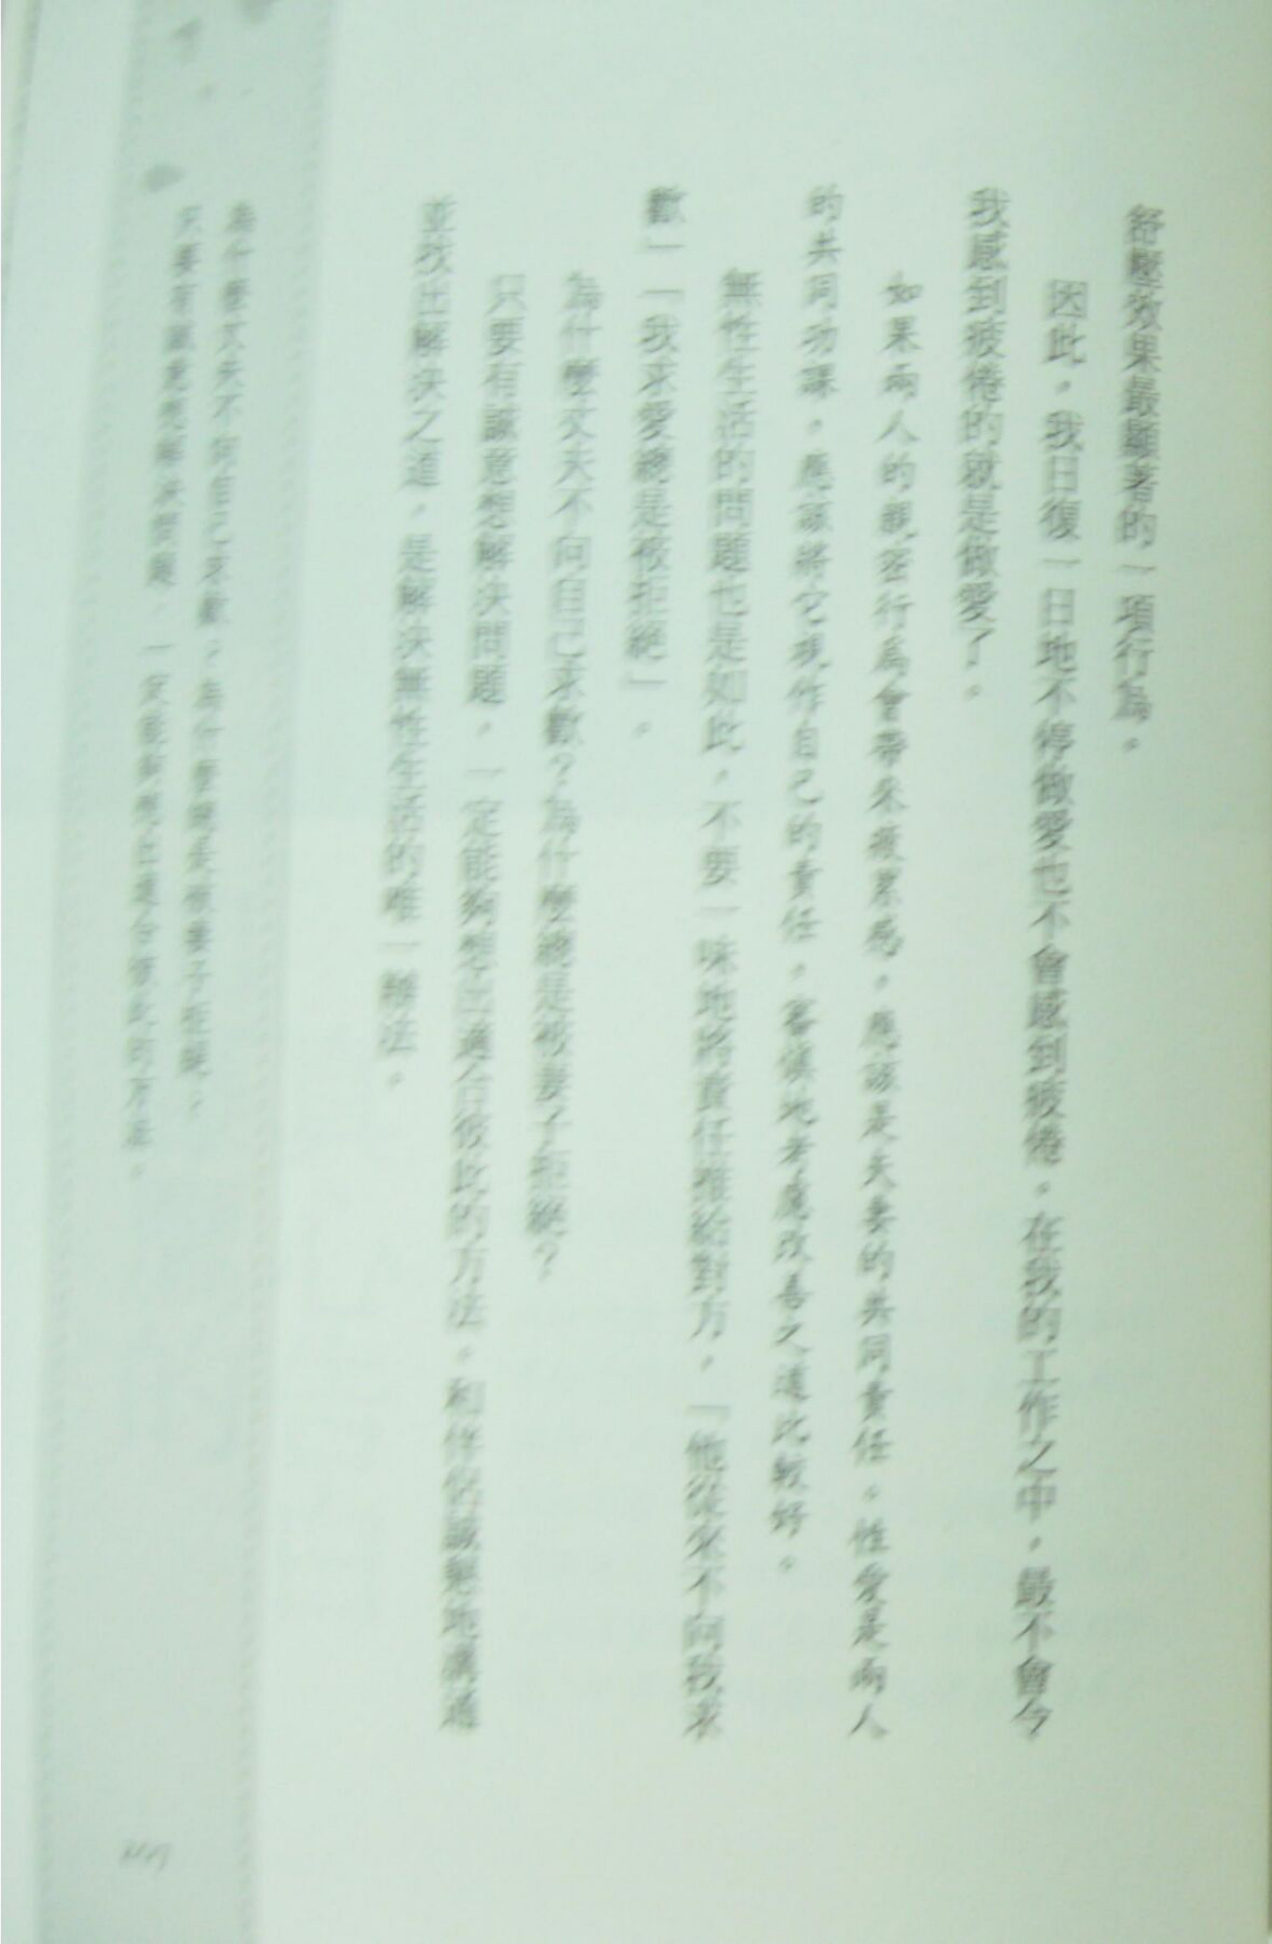 舒壓效果最顯著的一項行為。
因此，我日復一日地不停做愛也不會感到疲倦。在我的工作之中，最不會令
我感到疲倦的就是做愛了。
如果兩人的親密行為會帶來疲累感，應該是夫妻的共同責任。性愛是兩人
的共同功課，應該將它視作自己的責任，審慎地考慮改善之道比較好。
無性生活的問題也是如此，不要一味地將責任推給對方，「他從來不向我求
歡」「我求愛總是被拒絕」。
為什麼丈夫不向自己求歡？為什麼總是被妻子拒絕？
只要有誠意想解決問題，一定能夠想出適合彼此的方法。和伴侶誠懇地溝通
並找出解決之道，是解決無性生活的唯一辦法。
為什麼丈夫不向自己求歡？為什麼總是被妻子拒絕？
只要有誠意想解決問題，一定能夠想出適合彼此的方法。